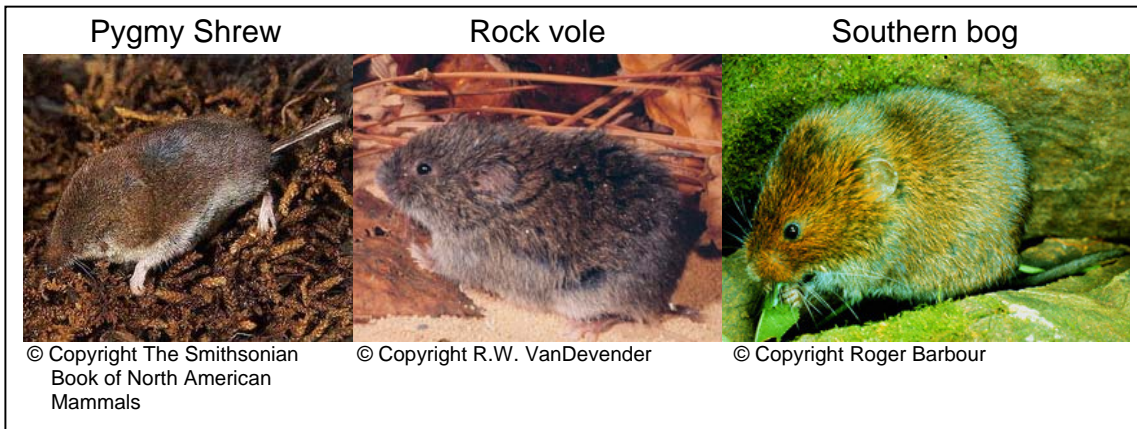 Pygmy Shrew
Rock vole
Southern bog
© Copyright The Smithsonian
Book of North American
Mammals
© Copyright R.W. VanDevender
© Copyright Roger Barbour